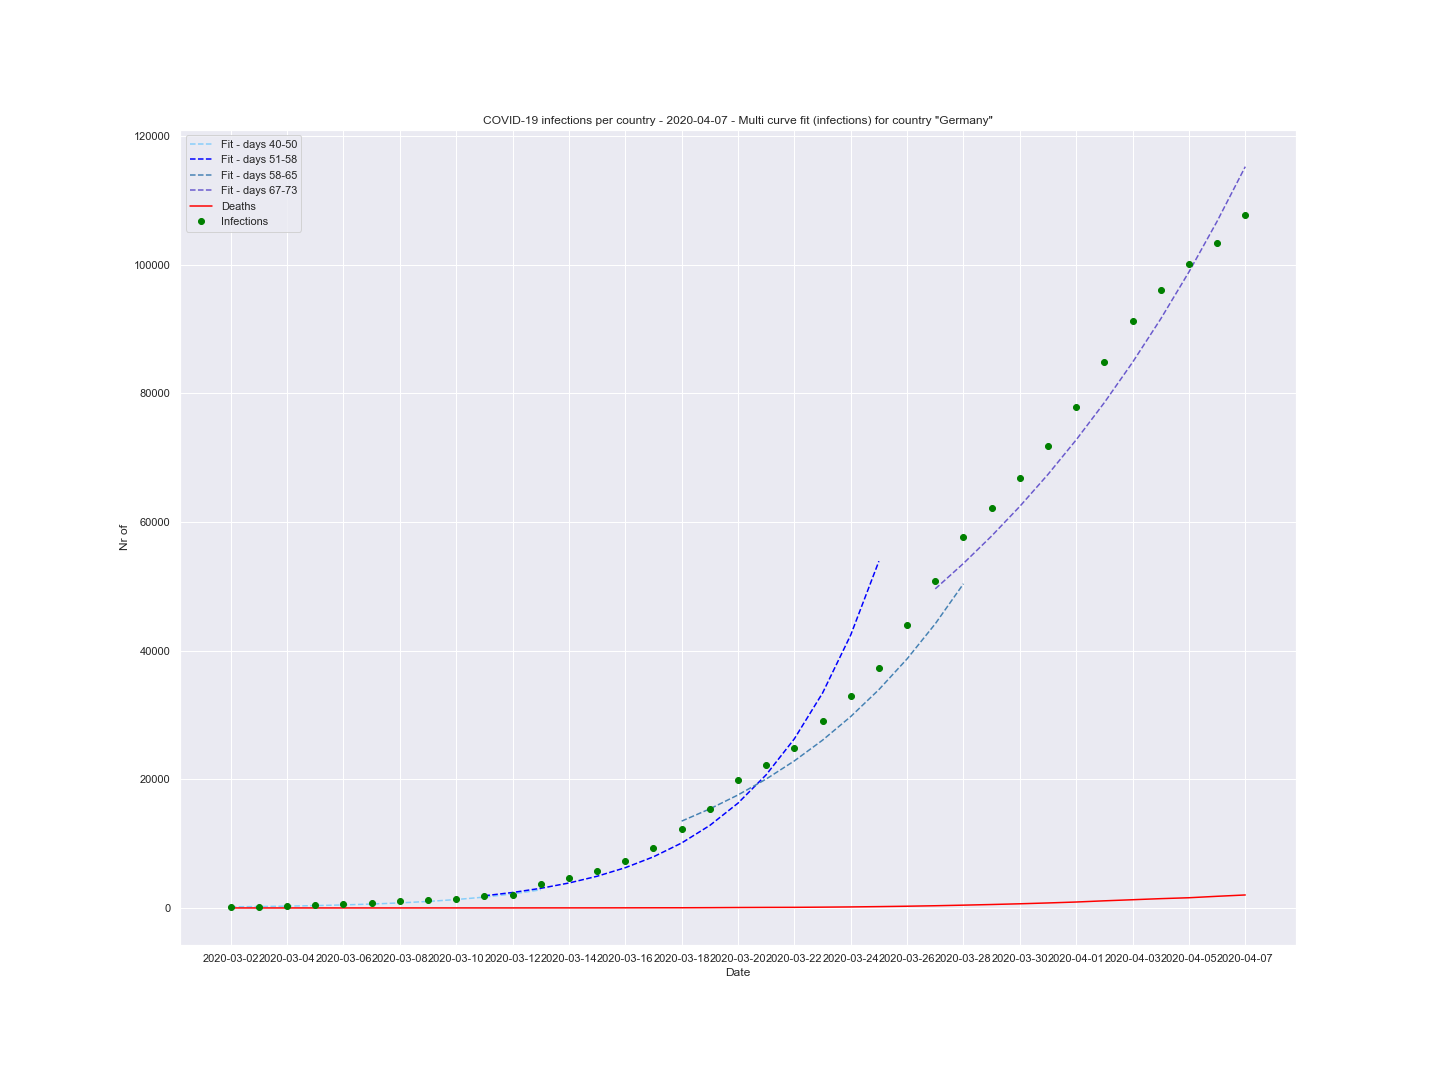 COVID-19 infections per country - 2020-04-07 - Multi curve fit (infections) for country "Germany"
120000
100000
80000
60000
40000
20000
0
Nr of
Fit - days 40-50
Fit - days 51-58
Fit - days 58-65
Fit - days 67-73
Deaths
Infections
2020-03-02 2020-03-04 2020-03-06 2020-03-08 2020-03-10 2020-03-12 2020-03-14 2020-03-16 2020-03-18 2020-03-20 2020-03-22 2020-03-24 2020-03-26 2020-03-28 2020-03-30 2020-04-01 2020-04-03 2020-04-05 2020-04-07
Date